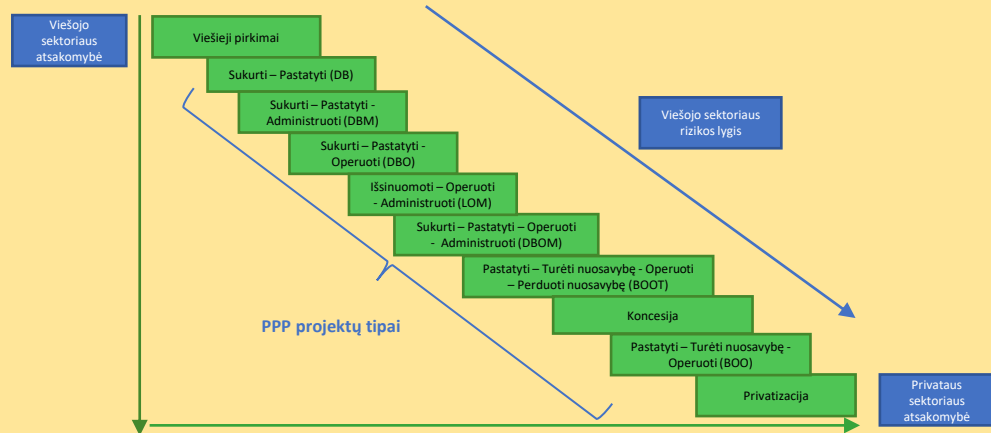 Viešojo
sektoriaus
atsakomybė
Viešieji pirkimai
Sukurti – Pastatyti (DB)
Sukurti – Pastatyti -
Administruoti (DBM)
Viešojo sektoriaus
rizikos lygis
Sukurti – Pastatyti -
Operuoti (DBO)
Išsinuomoti – Operuoti
- Administruoti (LOM)
Sukurti – Pastatyti – Operuoti
- Administruoti (DBOM)
Pastatyti – Turėti nuosavybę - Operuoti
– Perduoti nuosavybę (BOOT)
Koncesija
PPP projektų tipai
Pastatyti – Turėti nuosavybę -
Operuoti (BOO)
Privatizacija
Privataus
sektoriaus
atsakomybė